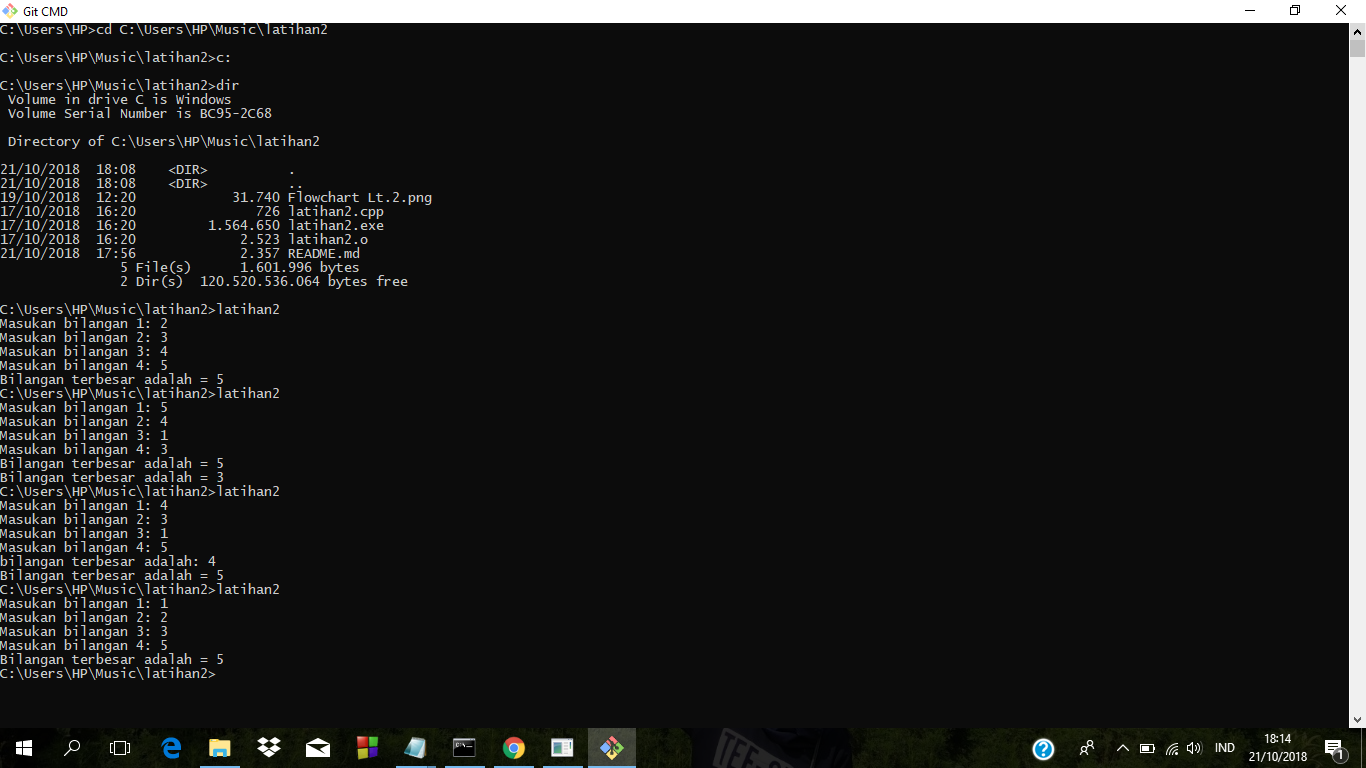 Git CMD
C:\Users\HP>cd C:\Users\HP\Music\latihan2
C:\Users\HP\Music\latihan2>c:
C:\Users\HP\Music\latihan2>dir
 Volume in drive C is Windows
 Volume Serial Number is BC95-2C68
 Directory of C:\Users\HP\Music\latihan2
21/10/2018  18:08    <DIR>          .
21/10/2018  18:08    <DIR>          ..
19/10/2018  12:20            31.740 Flowchart Lt.2.png
17/10/2018  16:20               726 latihan2.cpp
17/10/2018  16:20         1.564.650 latihan2.exe
17/10/2018  16:20             2.523 latihan2.o
21/10/2018  17:56             2.357 README.md
               5 File(s)      1.601.996 bytes
               2 Dir(s)  120.520.536.064 bytes free
C:\Users\HP\Music\latihan2>latihan2
Masukan bilangan 1: 2
Masukan bilangan 2: 3
Masukan bilangan 3: 4
Masukan bilangan 4: 5
Bilangan terbesar adalah = 5
C:\Users\HP\Music\latihan2>latihan2
Masukan bilangan 1: 5
Masukan bilangan 2: 4
Masukan bilangan 3: 1
Masukan bilangan 4: 3
Bilangan terbesar adalah = 5
Bilangan terbesar adalah = 3
C:\Users\HP\Music\latihan2>latihan2
Masukan bilangan 1: 4
Masukan bilangan 2: 3
Masukan bilangan 3: 1
Masukan bilangan 4: 5
bilangan terbesar adalah: 4
Bilangan terbesar adalah = 5
C:\Users\HP\Music\latihan2>latihan2
Masukan bilangan 1: 1
Masukan bilangan 2: 2
Masukan bilangan 3: 3
Masukan bilangan 4: 5
Bilangan terbesar adalah = 5
C:\Users\HP\Music\latihan2>
IND
18:14
21/10/2018
1